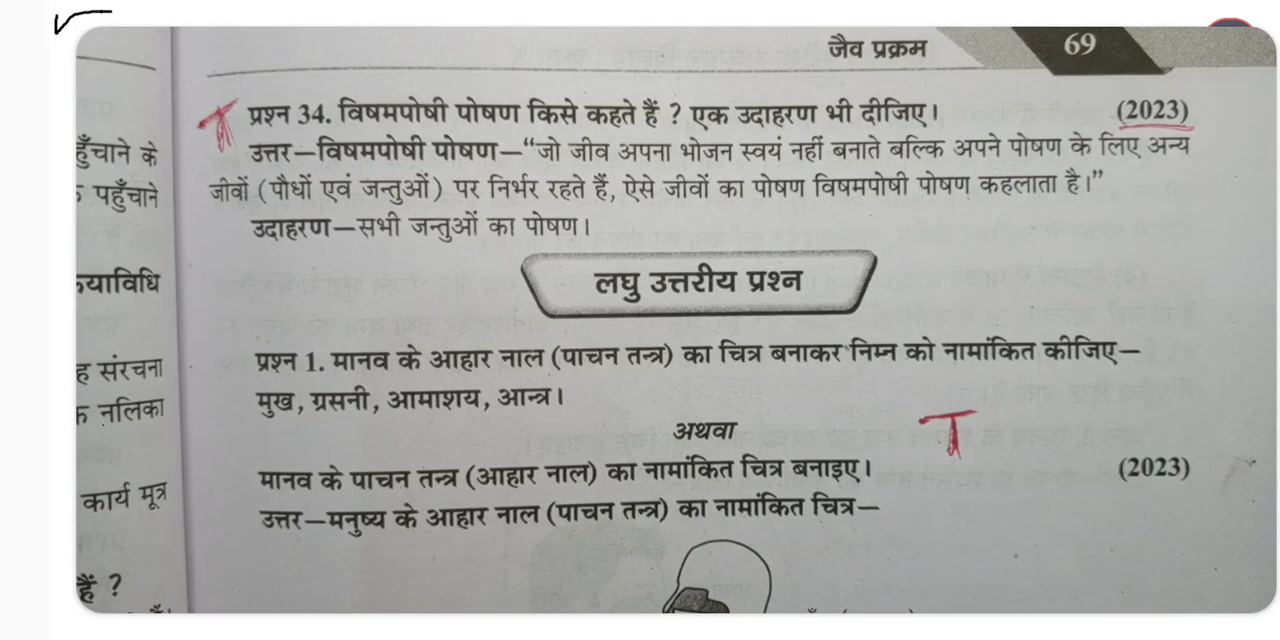 जैव प्रक्रम 69
प्रश्न 34. विषमपोषी पोषण किसे कहते हैं ? एक उदाहरण भी दीजिए। (2023)
उत्तर–विषमपोषी पोषण–“जो जीव अपना भोजन स्वयं नहीं बनाते बल्कि अपने पोषण के लिए अन्य
जीवों (पौधों एवं जन्तुओं) पर निर्भर रहते हैं, ऐसे जीवों का पोषण विषमपोषी पोषण कहलाता है।”
उदाहरण–सभी जन्तुओं का पोषण।
लघु उत्तरीय प्रश्न
प्रश्न 1. मानव के आहार नाल (पाचन तन्त्र) का चित्र बनाकर निम्न को नामांकित कीजिए–
मुख, ग्रसनी, आमाशय, आन्त्र।
अथवा
मानव के पाचन तन्त्र (आहार नाल) का नामांकित चित्र बनाइए। (2023)
उत्तर–मनुष्य के आहार नाल (पाचन तन्त्र) का नामांकित चित्र–
हुँचाने के
पहुँचाने
याविधि
संरचना
नलिका
कार्य मूत्र
हैं ?